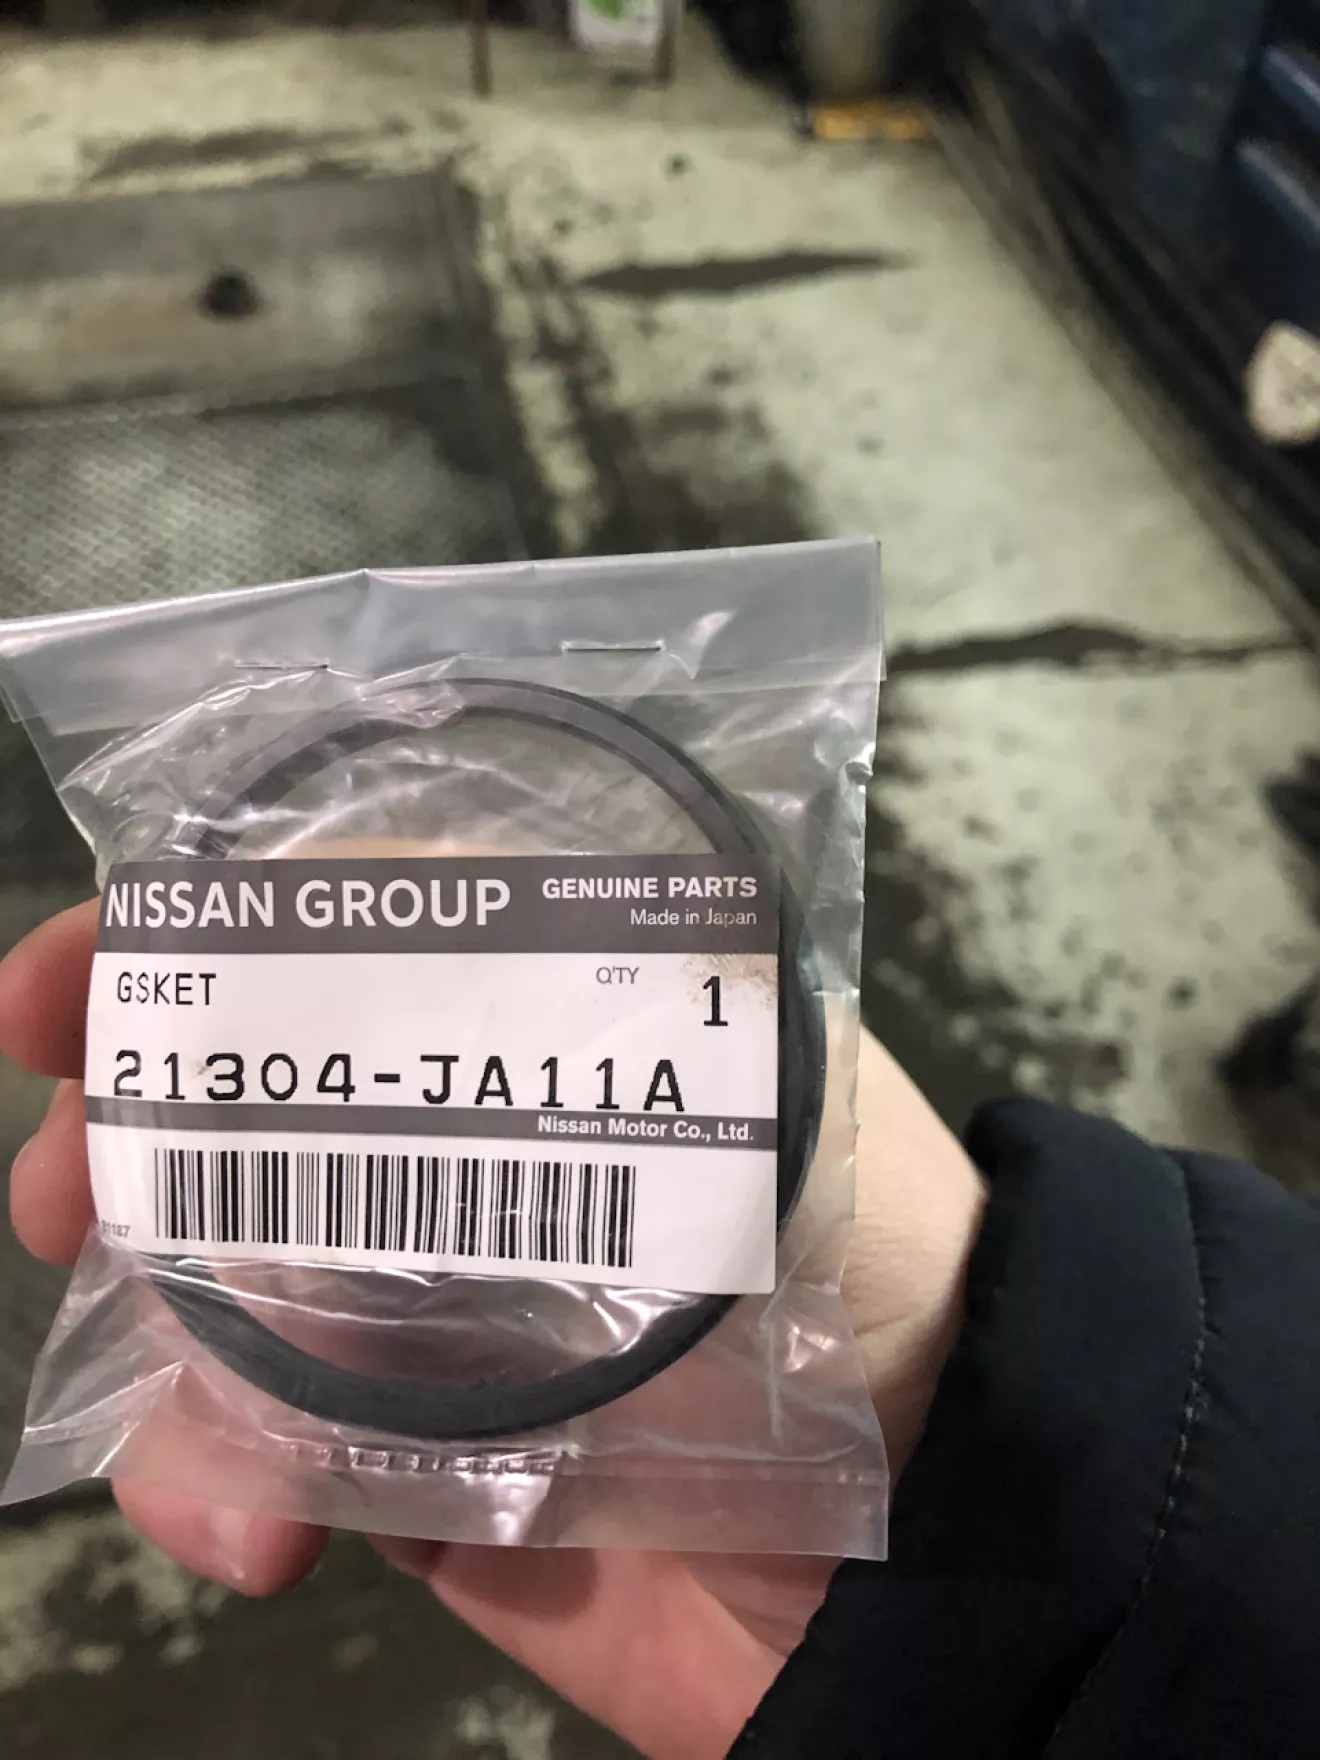 NISSAN GROUP GENUINE PARTS
Made in Japan
GSKET Q'TY 1
21304-JA11A
Nissan Motor Co., Ltd.